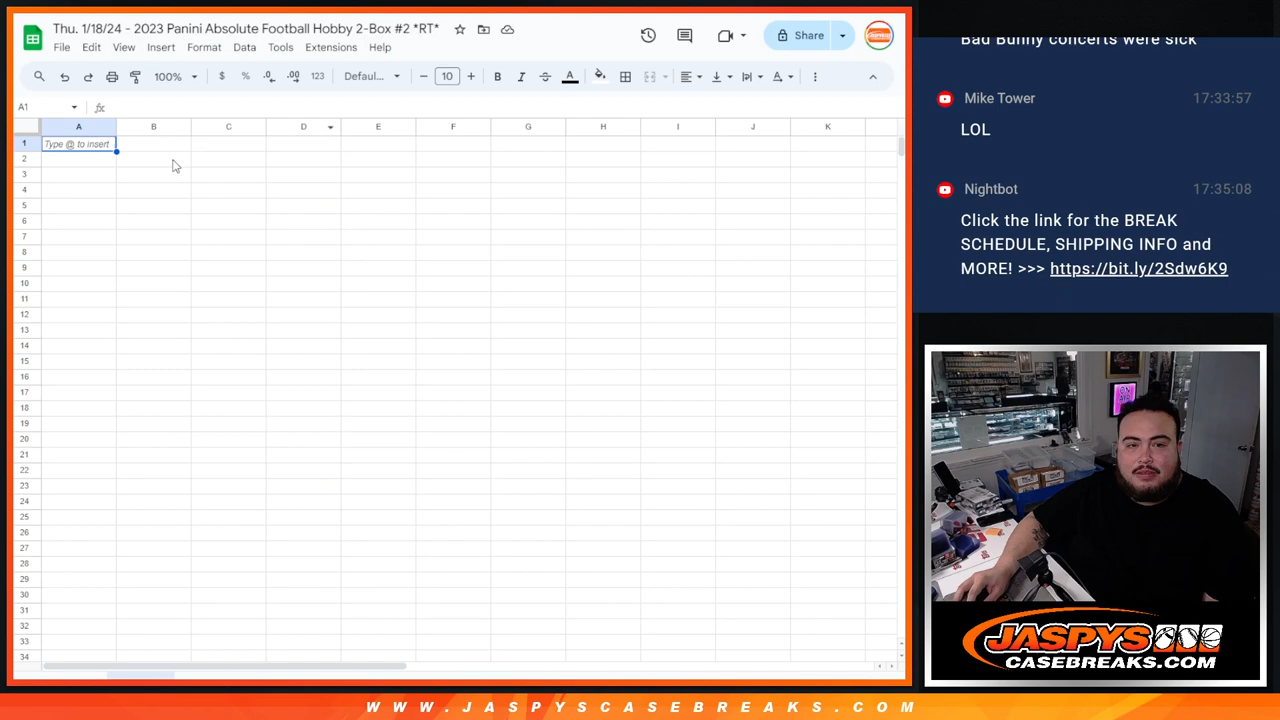 Thu. 1/18/24 - 2023 Panini Absolute Football Hobby 2-Box #2 *RT*
File Edit View Insert Format Data Tools Extensions Help
Share
100% $ % .0 .00 123 Defaul... 10 B I A
A1 fx
A B C D E F G H I J K
1 Type @ to insert
2
3
4
5
6
7
8
9
10
11
12
13
14
15
16
17
18
19
20
21
22
23
24
25
26
27
28
29
30
31
32
33
34
Bad Bunny concerts were sick
Mike Tower 17:33:57
LOL
Nightbot 17:35:08
Click the link for the BREAK
SCHEDULE, SHIPPING INFO and
MORE! >>> https://bit.ly/2Sdw6K9
ON
AIR
JASPYS
CASEBREAKS.COM
WWW.JASPYSCASEBREAKS.COM